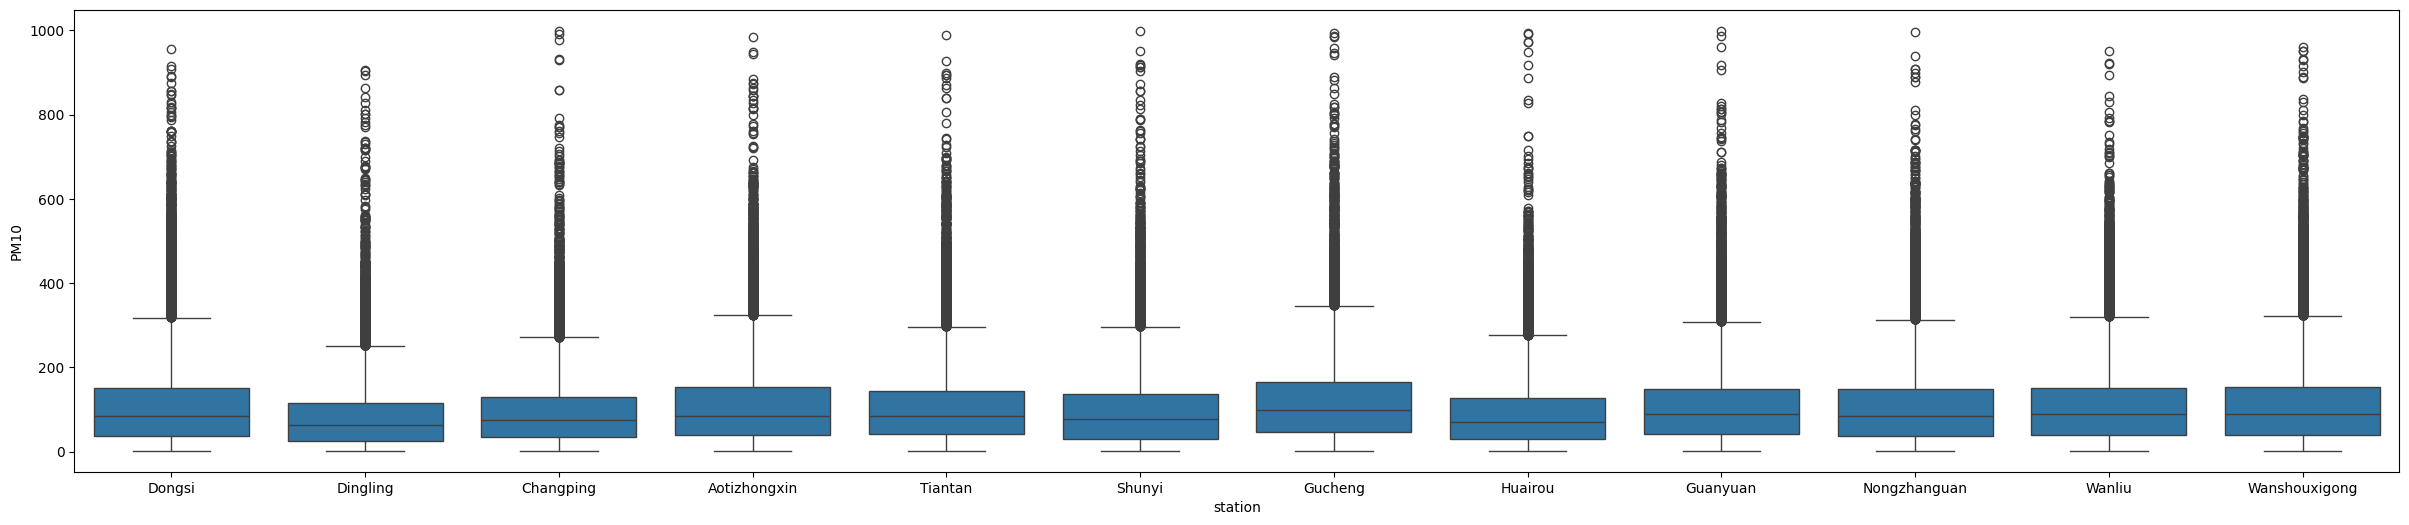 1000
800
600
400
200
0
PM10
Dongsi Dingling Changping Aotizhongxin Tiantan Shunyi Gucheng Huairou Guanyuan Nongzhanguan Wanliu Wanshouxigong
station